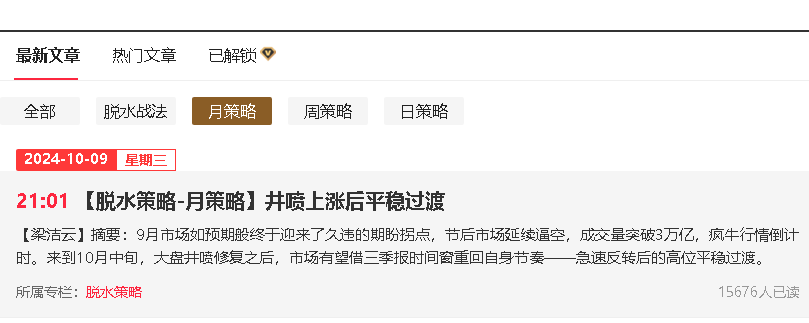 最新文章 热门文章 已解锁
全部 脱水战法 月策略 周策略 日策略
2024-10-09 星期三
21:01 【脱水策略-月策略】井喷上涨后平稳过渡
【梁洁云】摘要：9月市场如预期般终于迎来了久违的期盼拐点，节后市场延续逼空，成交量突破3万亿，疯牛行情倒计
时。来到10月中旬，大盘井喷修复之后，市场有望借三季报时间窗重回自身节奏——急速反转后的高位平稳过渡。
所属专栏：脱水策略 15676人已读